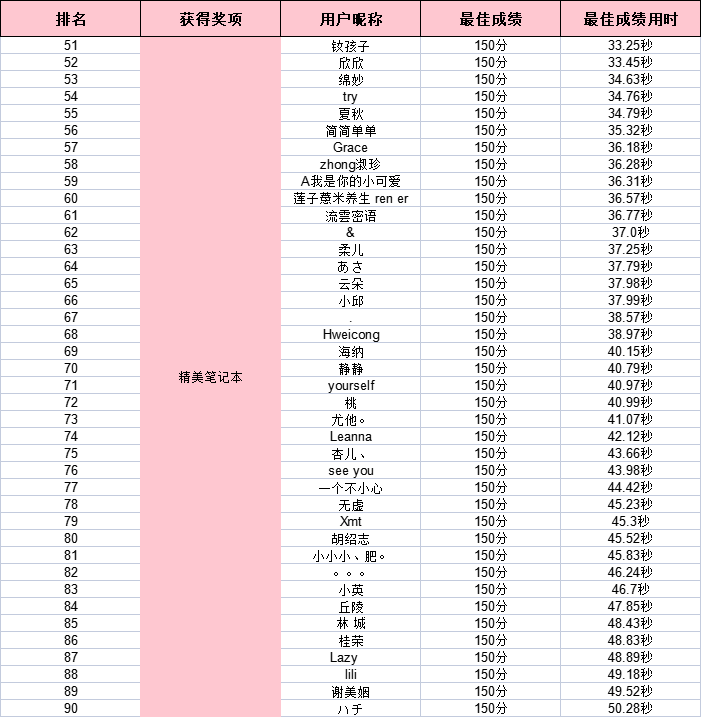 排名 获得奖项 用户昵称 最佳成绩 最佳成绩用时
51 钕孩子 150分 33.25秒
52 欣欣 150分 33.45秒
53 绵妙 150分 34.63秒
54 try 150分 34.76秒
55 夏秋 150分 34.79秒
56 简简单单 150分 35.32秒
57 Grace 150分 36.18秒
58 zhong淑珍 150分 36.28秒
59 A我是你的小可爱 150分 36.31秒
60 莲子薏米养生 ren er 150分 36.57秒
61 流雲密语 150分 36.77秒
62 & 150分 37.0秒
63 柔儿 150分 37.25秒
64 あさ 150分 37.79秒
65 云朵 150分 37.98秒
66 小邱 150分 37.99秒
67 . 150分 38.57秒
68 Hweicong 150分 38.97秒
69 海纳 150分 40.15秒
70 静静 150分 40.79秒
精美笔记本
71 yourself 150分 40.97秒
72 桃 150分 40.99秒
73 尤他。 150分 41.07秒
74 Leanna 150分 42.12秒
75 杏儿、 150分 43.66秒
76 see you 150分 43.98秒
77 一个不小心 150分 44.42秒
78 无虚 150分 45.23秒
79 Xmt 150分 45.3秒
80 胡绍志 150分 45.52秒
81 小小小、肥。 150分 45.83秒
82 。。。 150分 46.24秒
83 小英 150分 46.7秒
84 丘陵 150分 47.85秒
85 林 城 150分 48.43秒
86 桂荣 150分 48.83秒
87 Lazy 150分 48.89秒
88 lili 150分 49.18秒
89 谢美姻 150分 49.52秒
90 ハチ 150分 50.28秒